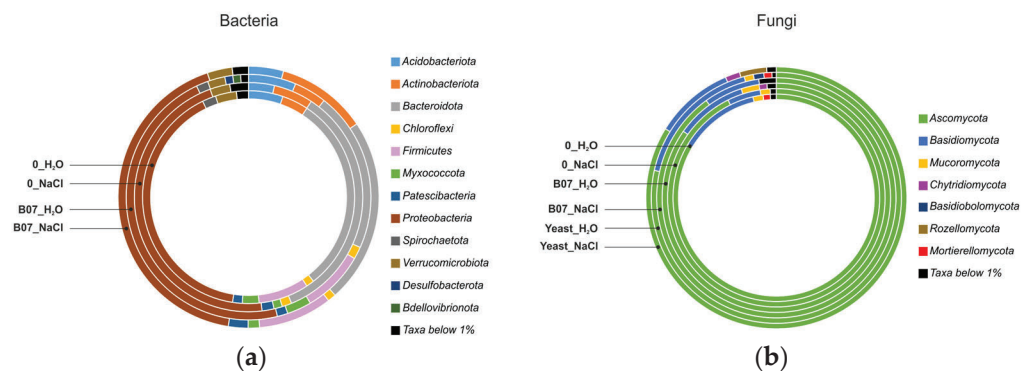 Bacteria
Acidobacteriota
Actinobacteriota
Bacteroidota
Chloroflexi
Firmicutes
Myxococcota
Patescibacteria
Proteobacteria
Spirochaetota
Verrucomicrobiota
Desulfobacterota
Bdellovibrionota
Taxa below 1%
0_H₂O
0_NaCl
B07_H₂O
B07_NaCl
(a)
Fungi
Ascomycota
Basidiomycota
Mucoromycota
Chytridiomycota
Basidiobolomycota
Rozellomycota
Mortierellomycota
Taxa below 1%
0_H₂O
0_NaCl
B07_H₂O
B07_NaCl
Yeast_H₂O
Yeast_NaCl
(b)